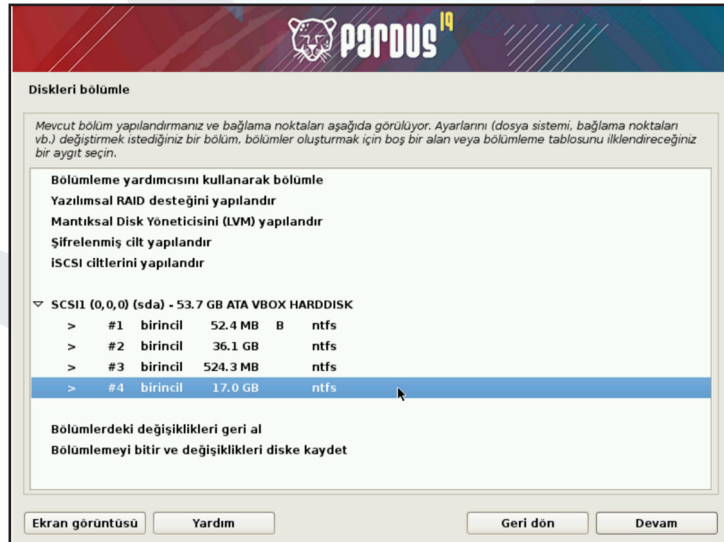 pardus 19
Diskleri bölümle
Mevcut bölüm yapılandırmanız ve bağlama noktaları aşağıda görülüyor. Ayarlarını (dosya sistemi, bağlama noktaları
vb.) değiştirmek istediğiniz bir bölüm, bölümler oluşturmak için boş bir alan veya bölümleme tablosunu ilklendireceğiniz
bir aygıt seçin.
Bölümleme yardımcısını kullanarak bölümle
Yazılımsal RAID desteğini yapılandır
Mantıksal Disk Yöneticisini (LVM) yapılandır
Şifrelenmiş cilt yapılandır
iSCSI ciltlerini yapılandır
SCSI1 (0,0,0) (sda) - 53.7 GB ATA VBOX HARDDISK
> #1 birincil 52.4 MB B ntfs
> #2 birincil 36.1 GB ntfs
> #3 birincil 524.3 MB ntfs
> #4 birincil 17.0 GB ntfs
Bölümlerdeki değişiklikleri geri al
Bölümlemeyi bitir ve değişiklikleri diske kaydet
Ekran görüntüsü Yardım Geri dön Devam